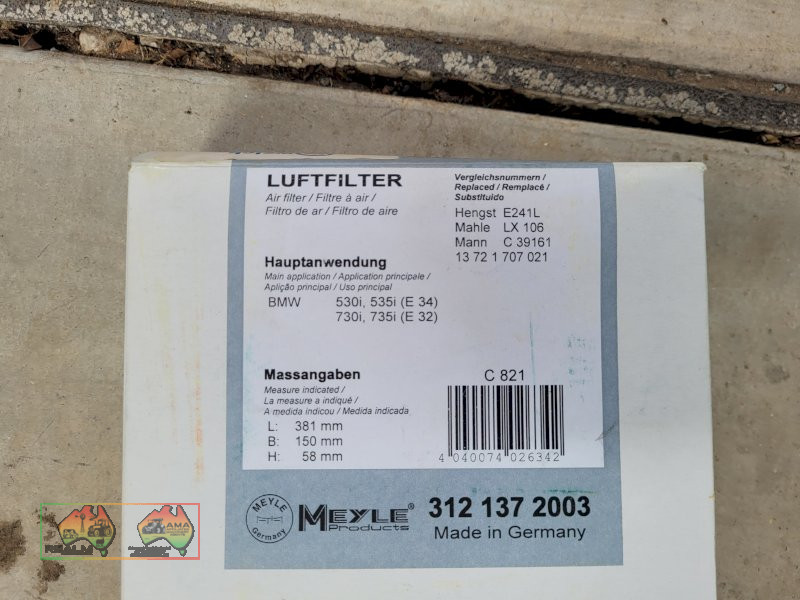 LUFTFiLTER
Air filter / Filtre à air /
Filtro de ar / Filtro de aire
Vergleichsnummern /
Replaced / Remplacé /
Substituido
Hengst E241L
Mahle LX 106
Mann C 39161
13 72 1 707 021
Hauptanwendung
Main application / Application principale /
Aplição principal / Uso principal
BMW 530i, 535i (E 34)
730i, 735i (E 32)
Massangaben
Measure indicated /
La measure a indiqué /
A medida indicou / Medida indicada
L: 381 mm
B: 150 mm
H: 58 mm
C 821
4 040074 026342
MEYLE
Germany
MEYLE®
Products
312 137 2003
Made in Germany
AMA